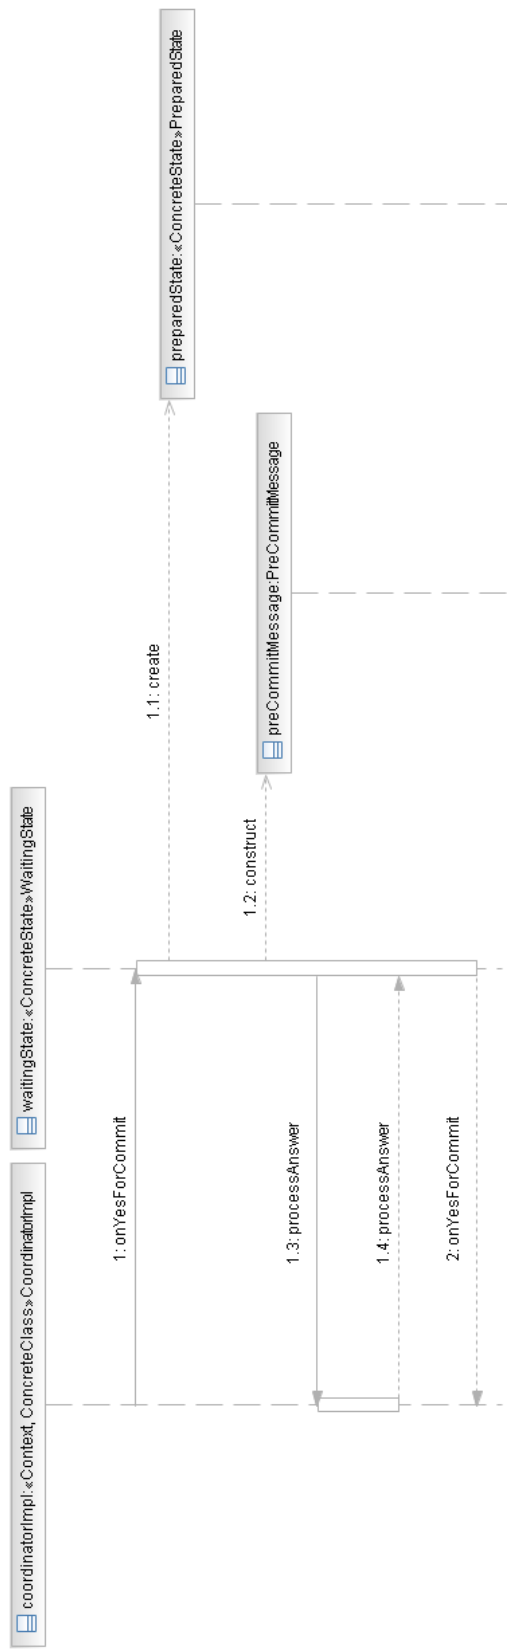 coordinatorImpl:«Context, ConcreteClass»CoordinatorImpl
waitingState:«ConcreteState»WaitingState
preCommitMessage:PreCommitMessage
preparedState:«ConcreteState»PreparedState
1: onYesForCommit
1.1: create
1.2: construct
1.3: processAnswer
1.4: processAnswer
2: onYesForCommit